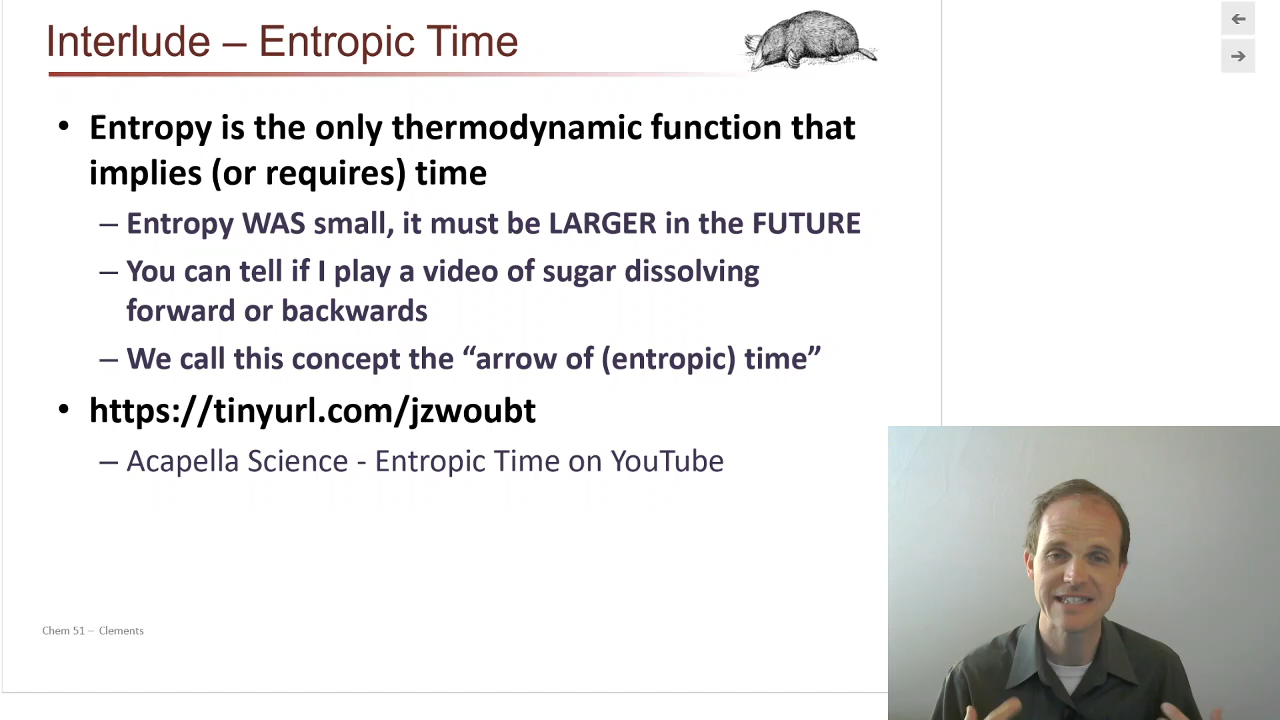 Interlude – Entropic Time
• Entropy is the only thermodynamic function that
implies (or requires) time
– Entropy WAS small, it must be LARGER in the FUTURE
– You can tell if I play a video of sugar dissolving
forward or backwards
– We call this concept the “arrow of (entropic) time”
• https://tinyurl.com/jzwoubt
– Acapella Science - Entropic Time on YouTube
Chem 51 – Clements